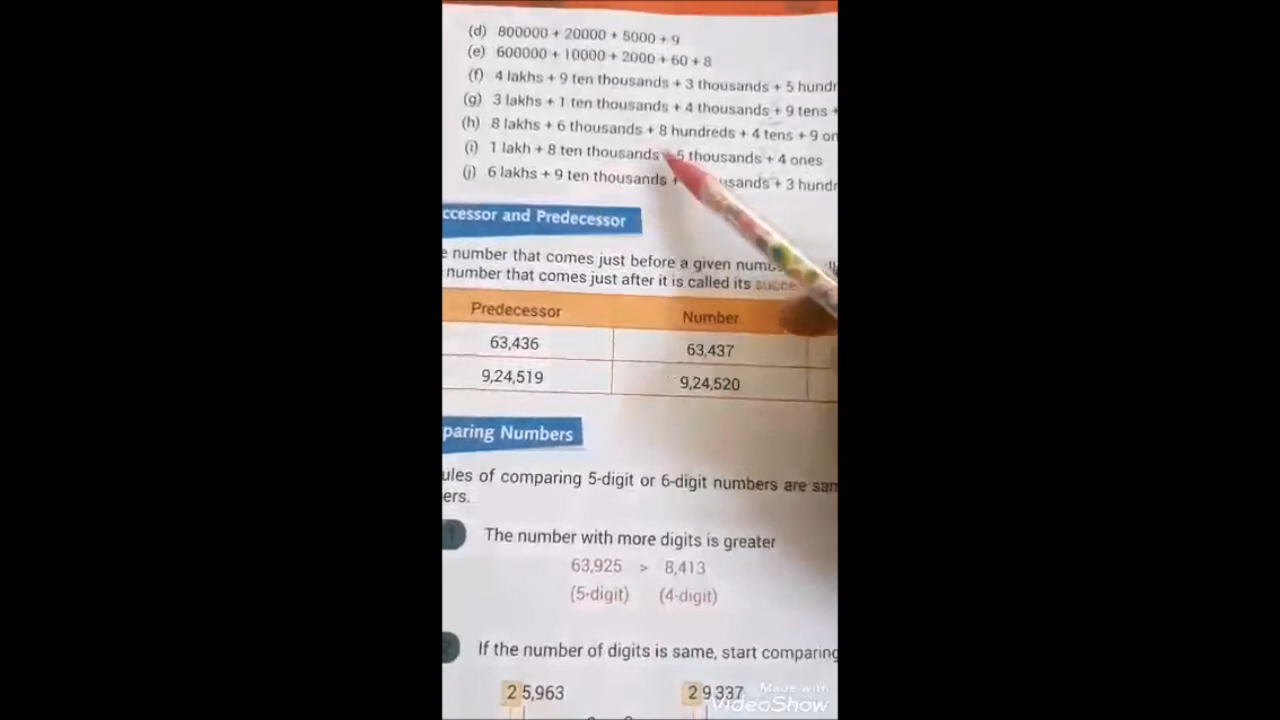 (d) 800000 + 20000 + 5000 + 9
(e) 600000 + 10000 + 2000 + 60 + 8
(f) 4 lakhs + 9 ten thousands + 3 thousands + 5 hundr
(g) 3 lakhs + 1 ten thousands + 4 thousands + 9 tens +
(h) 8 lakhs + 6 thousands + 8 hundreds + 4 tens + 9 on
(i) 1 lakh + 8 ten thousands + 5 thousands + 4 ones
(j) 6 lakhs + 9 ten thousands + usands + 3 hundr
ccessor and Predecessor
e number that comes just before a given numb
number that comes just after it is called its succe
Predecessor Number
63,436 63,437
9,24,519 9,24,520
paring Numbers
ules of comparing 5-digit or 6-digit numbers are sam
ers.
1 The number with more digits is greater
63,925 > 8,413
(5-digit) (4-digit)
If the number of digits is same, start comparing
2 5,963 2 9 337
Made with
VideoShow